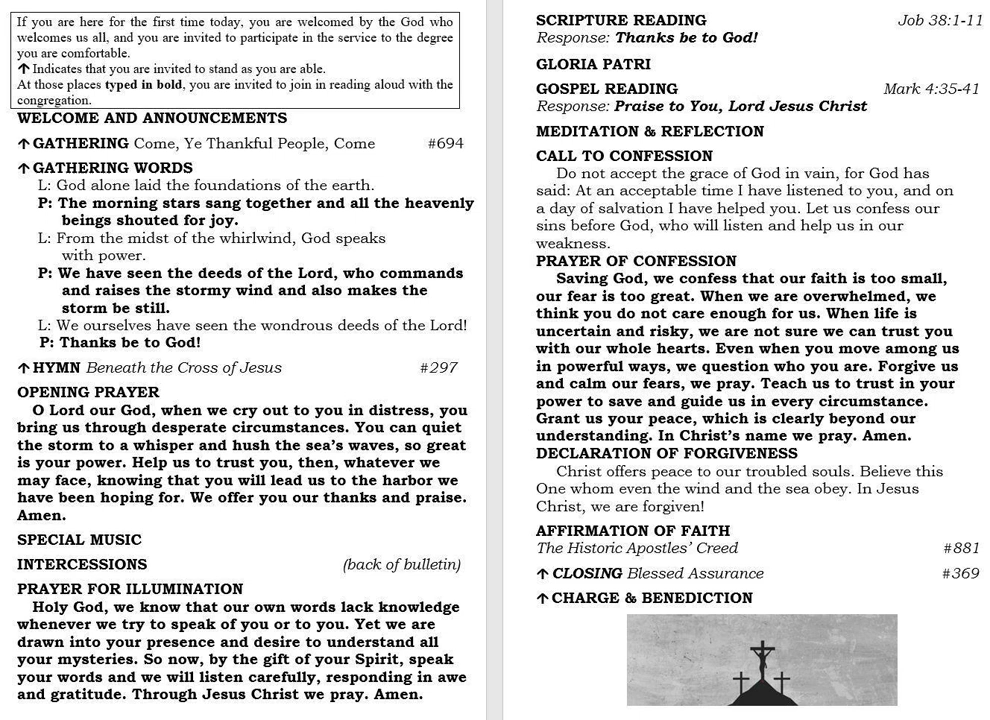 If you are here for the first time today, you are welcomed by the God who
welcomes us all, and you are invited to participate in the service to the degree
you are comfortable.
↑ Indicates that you are invited to stand as you are able.
At those places typed in bold, you are invited to join in reading aloud with the
congregation.
WELCOME AND ANNOUNCEMENTS
↑ GATHERING Come, Ye Thankful People, Come #694
↑ GATHERING WORDS
L: God alone laid the foundations of the earth.
P: The morning stars sang together and all the heavenly
beings shouted for joy.
L: From the midst of the whirlwind, God speaks
with power.
P: We have seen the deeds of the Lord, who commands
and raises the stormy wind and also makes the
storm be still.
L: We ourselves have seen the wondrous deeds of the Lord!
P: Thanks be to God!
↑ HYMN Beneath the Cross of Jesus #297
OPENING PRAYER
O Lord our God, when we cry out to you in distress, you
bring us through desperate circumstances. You can quiet
the storm to a whisper and hush the sea’s waves, so great
is your power. Help us to trust you, then, whatever we
may face, knowing that you will lead us to the harbor we
have been hoping for. We offer you our thanks and praise.
Amen.
SPECIAL MUSIC
INTERCESSIONS (back of bulletin)
PRAYER FOR ILLUMINATION
Holy God, we know that our own words lack knowledge
whenever we try to speak of you or to you. Yet we are
drawn into your presence and desire to understand all
your mysteries. So now, by the gift of your Spirit, speak
your words and we will listen carefully, responding in awe
and gratitude. Through Jesus Christ we pray. Amen.
SCRIPTURE READING Job 38:1-11
Response: Thanks be to God!
GLORIA PATRI
GOSPEL READING Mark 4:35-41
Response: Praise to You, Lord Jesus Christ
MEDITATION & REFLECTION
CALL TO CONFESSION
Do not accept the grace of God in vain, for God has
said: At an acceptable time I have listened to you, and on
a day of salvation I have helped you. Let us confess our
sins before God, who will listen and help us in our
weakness.
PRAYER OF CONFESSION
Saving God, we confess that our faith is too small,
our fear is too great. When we are overwhelmed, we
think you do not care enough for us. When life is
uncertain and risky, we are not sure we can trust you
with our whole hearts. Even when you move among us
in powerful ways, we question who you are. Forgive us
and calm our fears, we pray. Teach us to trust in your
power to save and guide us in every circumstance.
Grant us your peace, which is clearly beyond our
understanding. In Christ’s name we pray. Amen.
DECLARATION OF FORGIVENESS
Christ offers peace to our troubled souls. Believe this
One whom even the wind and the sea obey. In Jesus
Christ, we are forgiven!
AFFIRMATION OF FAITH
The Historic Apostles’ Creed #881
↑ CLOSING Blessed Assurance #369
↑ CHARGE & BENEDICTION